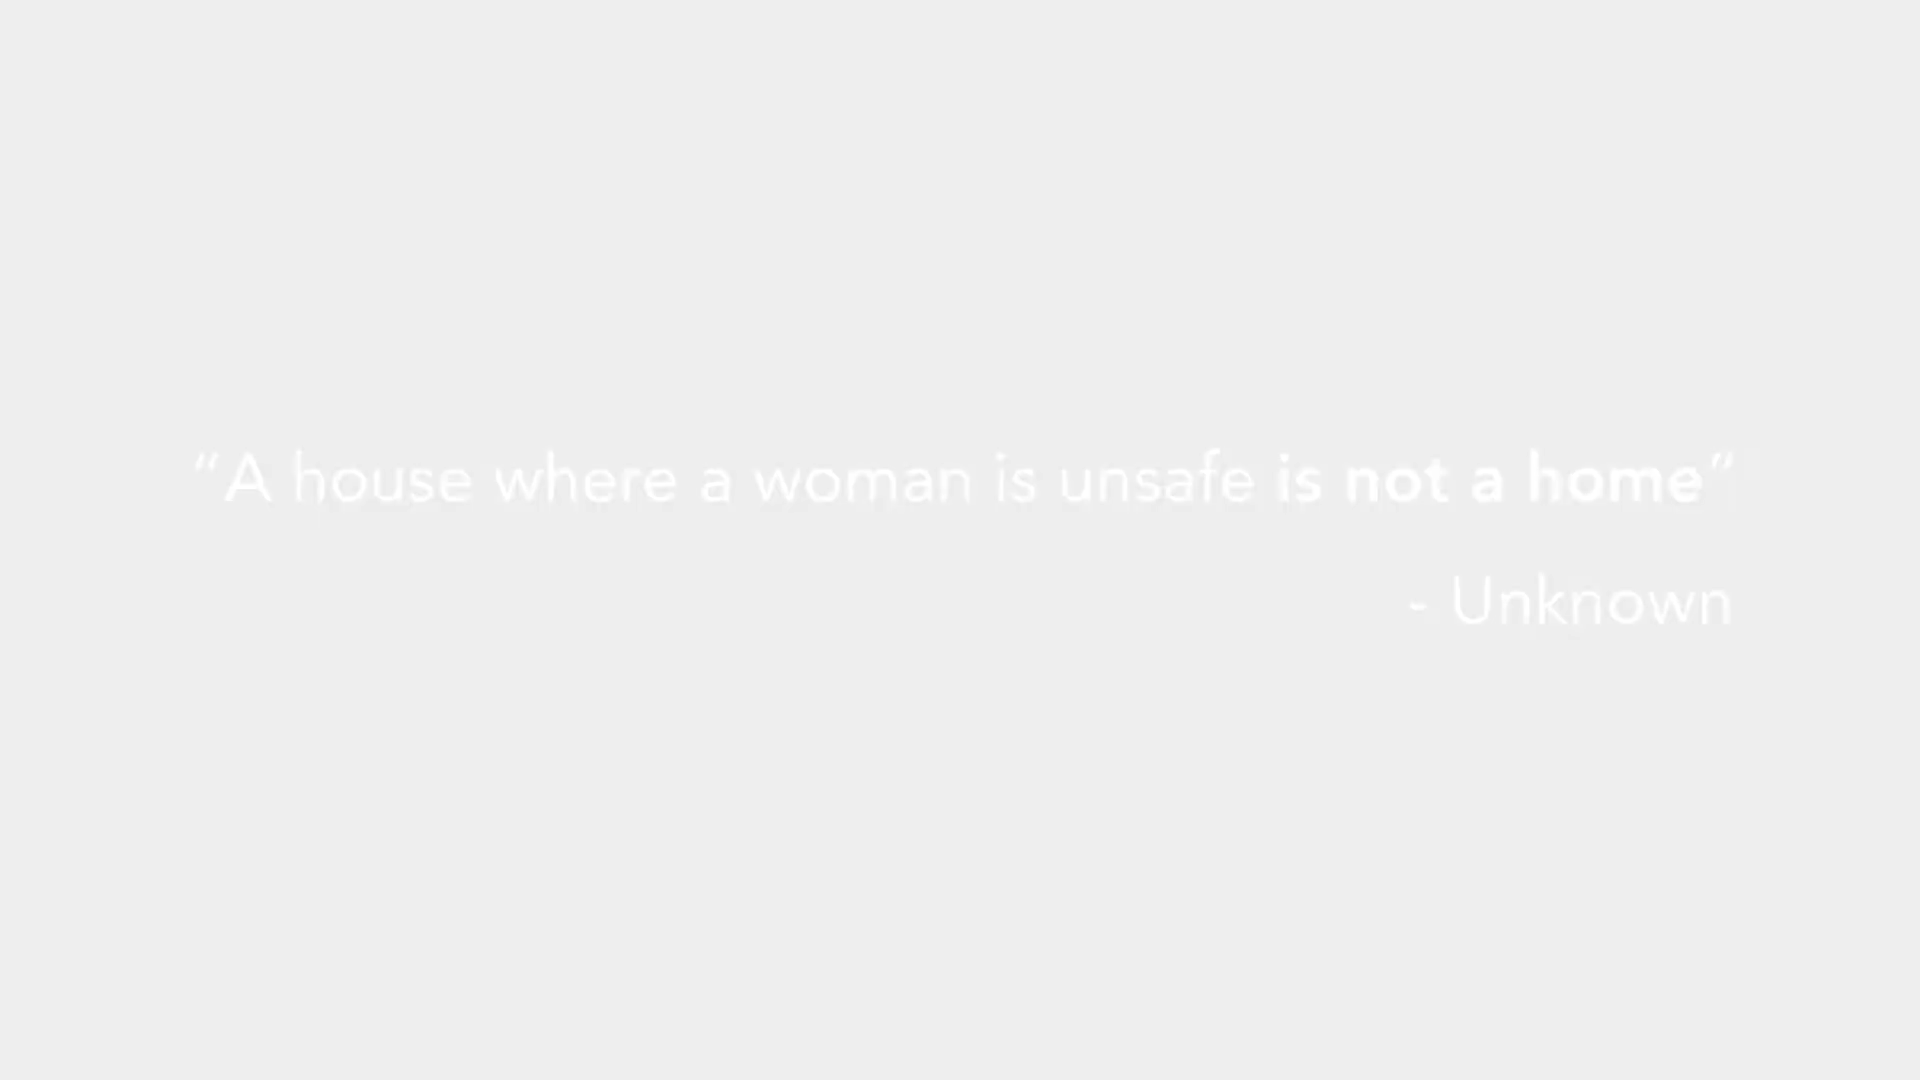 “A house where a woman is unsafe is not a home”
- Unknown